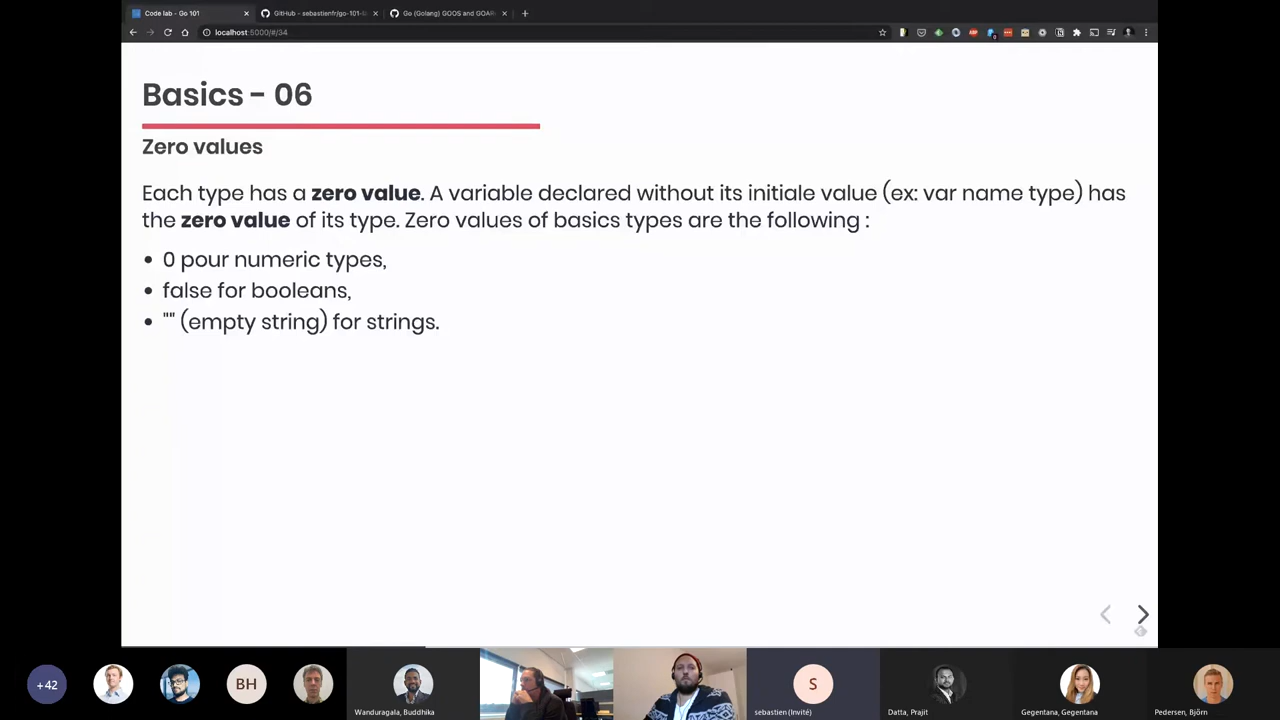 Code lab - Go 101
GitHub - sebastienfr/go-101-l
Go (Golang) GOOS and GOAR
localhost:5000/#/34
Basics - 06
Zero values
Each type has a zero value. A variable declared without its initiale value (ex: var name type) has
the zero value of its type. Zero values of basics types are the following :
• 0 pour numeric types,
• false for booleans,
• "" (empty string) for strings.
+42
BH
S
Wanduragala, Buddhika
sebastien (Invité)
Datta, Prajit
Gegentana, Gegentana
Pedersen, Björn